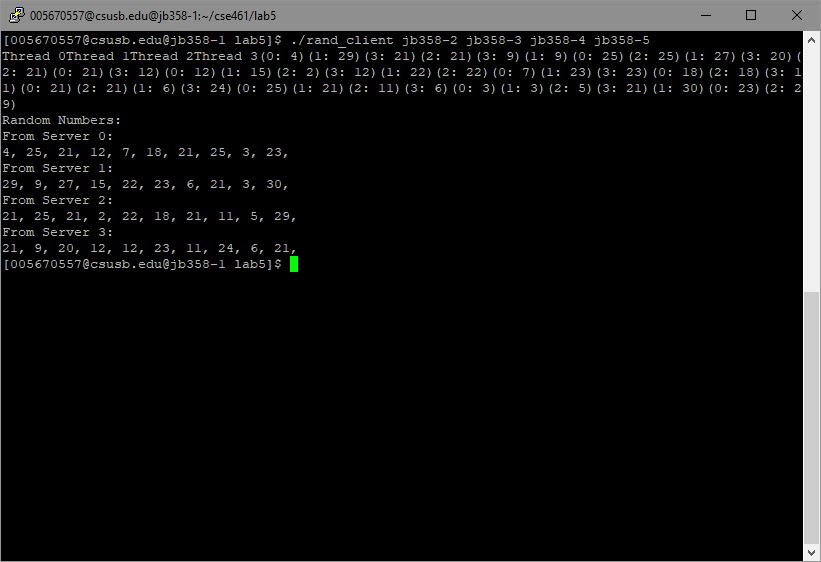 005670557@csusb.edu@jb358-1:~/cse461/lab5
[005670557@csusb.edu@jb358-1 lab5]$ ./rand_client jb358-2 jb358-3 jb358-4 jb358-5
Thread 0Thread 1Thread 2Thread 3(0: 4)(1: 29)(3: 21)(2: 21)(3: 9)(1: 9)(0: 25)(2: 25)(1: 27)(3: 20)(
2: 21)(0: 21)(3: 12)(0: 12)(1: 15)(2: 2)(3: 12)(1: 22)(2: 22)(0: 7)(1: 23)(3: 23)(0: 18)(2: 18)(3: 1
1)(0: 21)(2: 21)(1: 6)(3: 24)(0: 25)(1: 21)(2: 11)(3: 6)(0: 3)(1: 3)(2: 5)(3: 21)(1: 30)(0: 23)(2: 2
9)
Random Numbers:
From Server 0:
4, 25, 21, 12, 7, 18, 21, 25, 3, 23,
From Server 1:
29, 9, 27, 15, 22, 23, 6, 21, 3, 30,
From Server 2:
21, 25, 21, 2, 22, 18, 21, 11, 5, 29,
From Server 3:
21, 9, 20, 12, 12, 23, 11, 24, 6, 21,
[005670557@csusb.edu@jb358-1 lab5]$